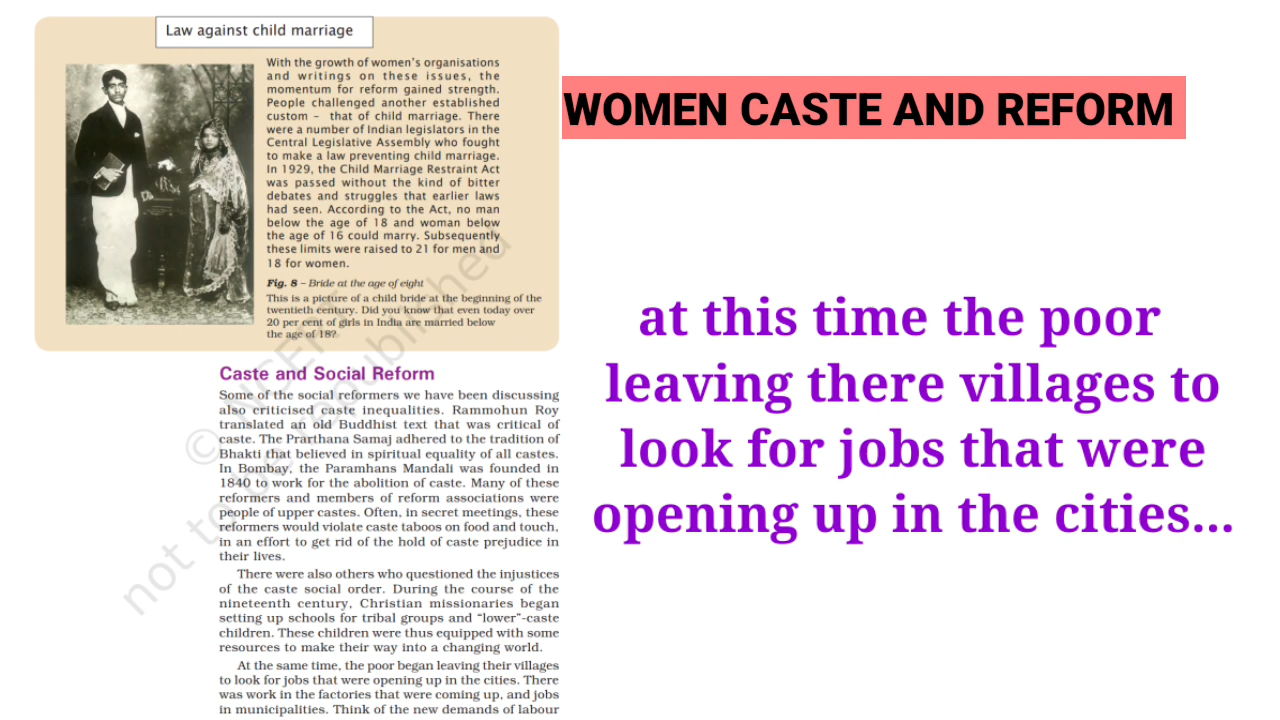 Law against child marriage
With the growth of women's organisations
and writings on these issues, the
momentum for reform gained strength.
People challenged another established
custom – that of child marriage. There
were a number of Indian legislators in the
Central Legislative Assembly who fought
to make a law preventing child marriage.
In 1929, the Child Marriage Restraint Act
was passed without the kind of bitter
debates and struggles that earlier laws
had seen. According to the Act, no man
below the age of 18 and woman below
the age of 16 could marry. Subsequently
these limits were raised to 21 for men and
18 for women.
Fig. 8 – Bride at the age of eight
This is a picture of a child bride at the beginning of the
twentieth century. Did you know that even today over
20 per cent of girls in India are married below
the age of 18?
Caste and Social Reform
Some of the social reformers we have been discussing
also criticised caste inequalities. Rammohun Roy
translated an old Buddhist text that was critical of
caste. The Prarthana Samaj adhered to the tradition of
Bhakti that believed in spiritual equality of all castes.
In Bombay, the Paramhans Mandali was founded in
1840 to work for the abolition of caste. Many of these
reformers and members of reform associations were
people of upper castes. Often, in secret meetings, these
reformers would violate caste taboos on food and touch,
in an effort to get rid of the hold of caste prejudice in
their lives.
There were also others who questioned the injustices
of the caste social order. During the course of the
nineteenth century, Christian missionaries began
setting up schools for tribal groups and "lower"-caste
children. These children were thus equipped with some
resources to make their way into a changing world.
At the same time, the poor began leaving their villages
to look for jobs that were opening up in the cities. There
was work in the factories that were coming up, and jobs
in municipalities. Think of the new demands of labour
© NCERT
not to be republished
WOMEN CASTE AND REFORM
at this time the poor
leaving there villages to
look for jobs that were
opening up in the cities...